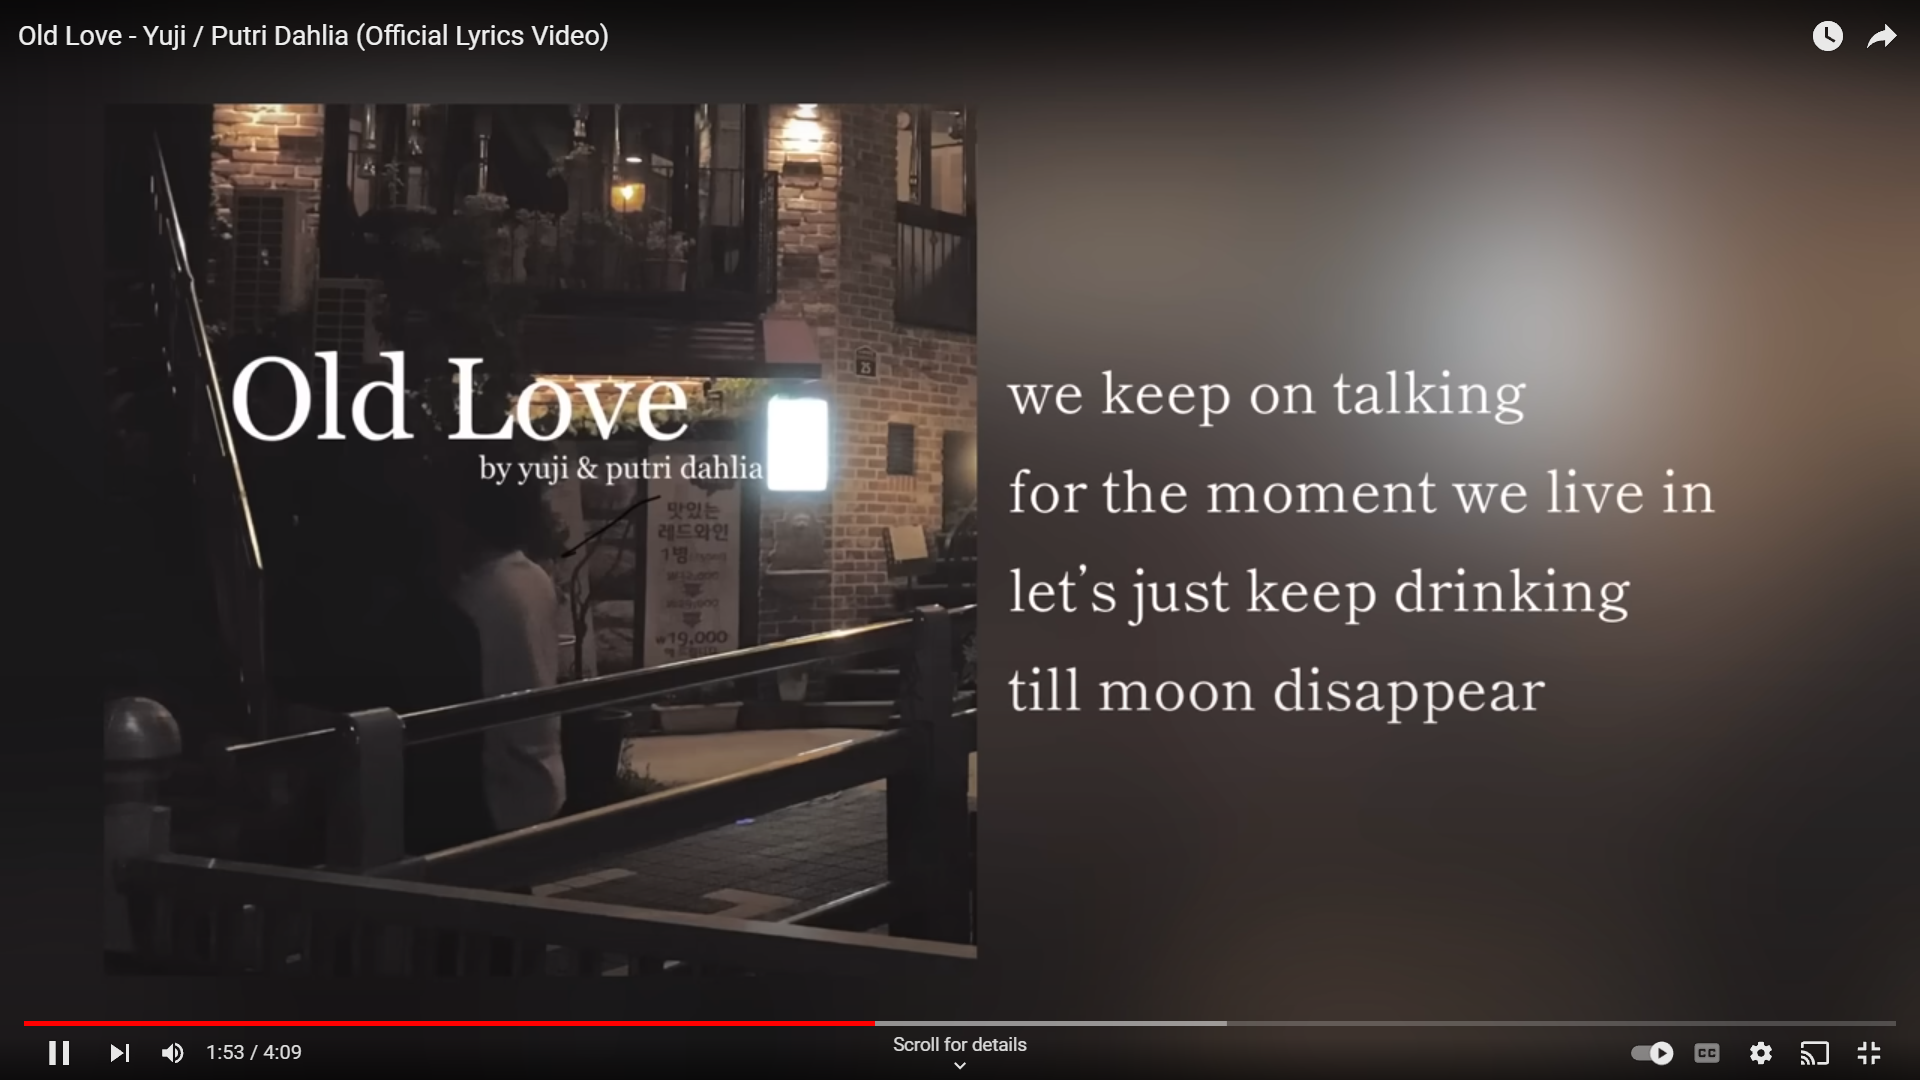 Old Love - Yuji / Putri Dahlia (Official Lyrics Video)
Old Love
by yuji & putri dahlia
25
맛있는
레드와인
1병
₩19,000
we keep on talking
for the moment we live in
let's just keep drinking
till moon disappear
1:53 / 4:09
Scroll for details
CC